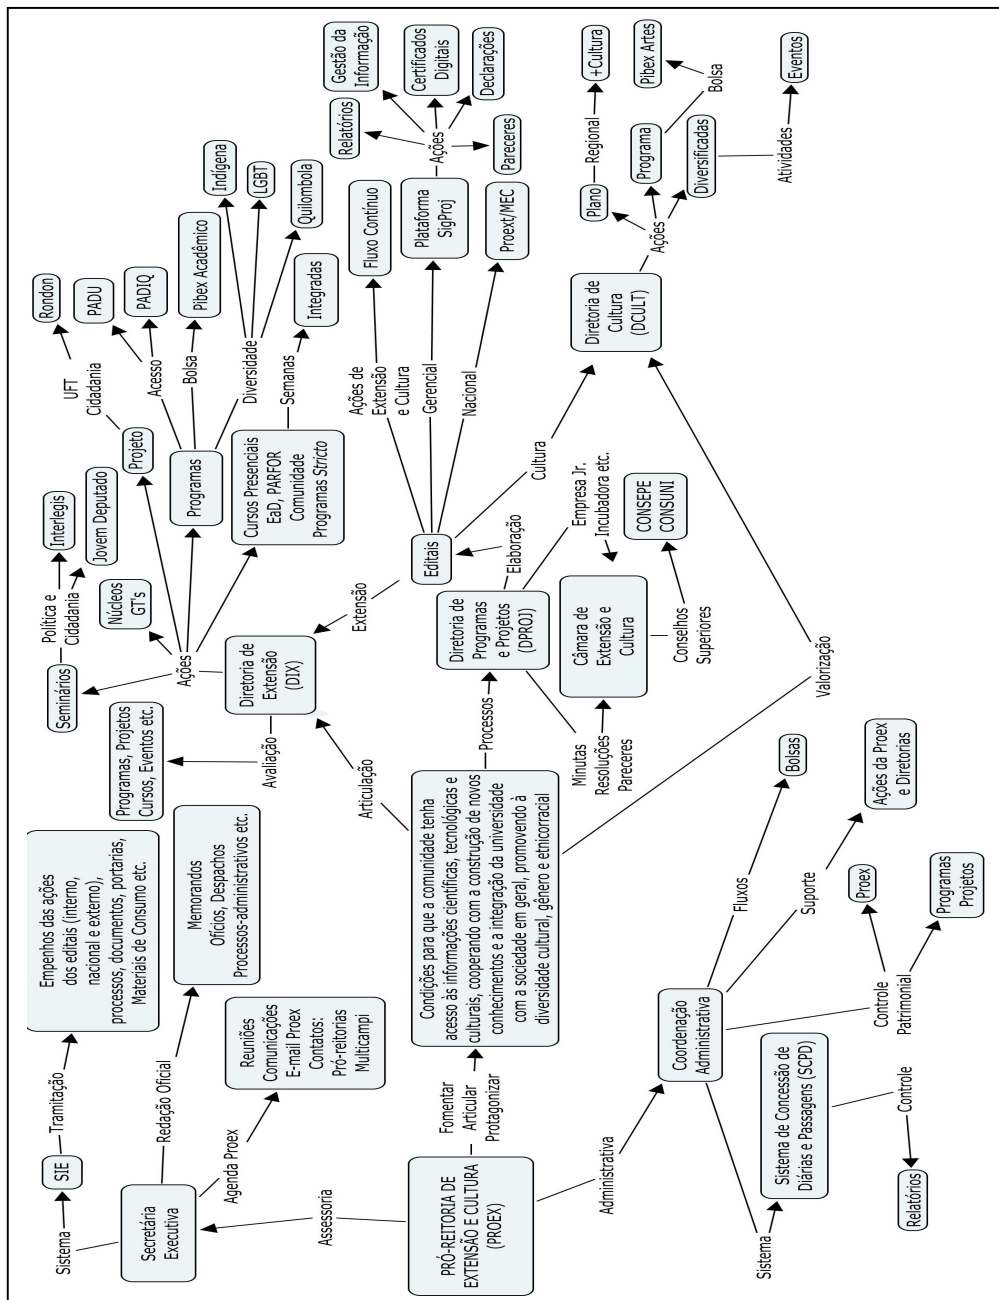 PRÓ-REITORIA DE
EXTENSÃO E CULTURA
(PROEX)
Assessoria
Secretária
Executiva
Sistema
SIE
Tramitação
Empenhos das ações
dos editais (interno,
nacional e externo),
processos, documentos, portarias,
Materiais de Consumo etc.
Redação Oficial
Memorandos
Ofícios, Despachos
Processos-administrativos etc.
Agenda Proex
Reuniões
Comunicações
E-mail Proex
Contatos:
Pró-reitorias
Multicampi
Fomentar
Articular
Protagonizar
Condições para que a comunidade tenha
acesso às informações científicas, tecnológicas e
culturais, cooperando com a construção de novos
conhecimentos e a integração da universidade
com a sociedade em geral, promovendo à
diversidade cultural, gênero e etnicorracial
Administrativa
Coordenação
Administrativa
Sistema
Sistema de Concessão de
Diárias e Passagens (SCPD)
Controle
Relatórios
Controle
Patrimonial
Proex
Programas
Projetos
Suporte
Ações da Proex
e Diretorias
Fluxos
Bolsas
Articulação
Diretoria de
Extensão
(DIX)
Avaliação
Programas, Projetos
Cursos, Eventos etc.
Ações
Seminários
Política e
Cidadania
Interlegis
Jovem Deputado
Núcleos
GT's
Projeto
UFT
Cidadania
Rondon
Programas
Acesso
PADU
PADIQ
Bolsa
Pibex Acadêmico
Diversidade
Indígena
LGBT
Quilombola
Cursos Presenciais
EaD, PARFOR
Comunidade
Programas Stricto
Semanas
Integradas
Processos
Diretoria de
Programas
e Projetos
(DPROJ)
Minutas
Resoluções
Pareceres
Câmara de
Extensão e
Cultura
Empresa Jr.
Incubadora etc.
Conselhos
Superiores
CONSEPE
CONSUNI
Elaboração
Editais
Extensão
Cultura
Ações de
Extensão
e Cultura
Fluxo Contínuo
Gerencial
Plataforma
SigProj
Ações
Relatórios
Gestão da
Informação
Certificados
Digitais
Declarações
Pareceres
Nacional
Proext/MEC
Valorização
Diretoria de
Cultura
(DCULT)
Ações
Plano
Regional
+Cultura
Programa
Bolsa
Pibex Artes
Diversificadas
Atividades
Eventos